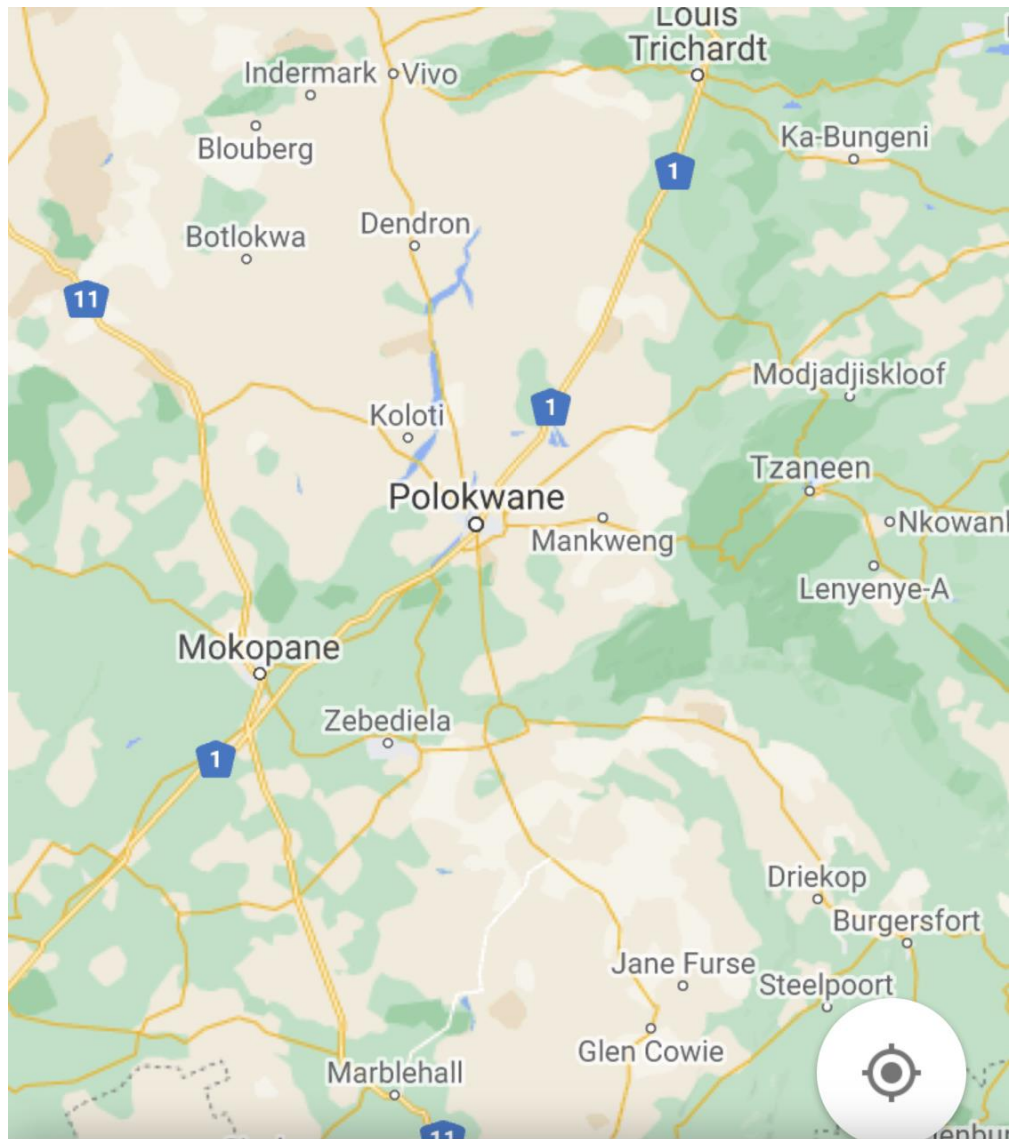 Louis
Trichardt
Indermark
Vivo
Blouberg
Ka-Bungeni
1
Botlokwa
Dendron
11
Modjadjiskloof
1
Koloti
Tzaneen
Polokwane
Nkowank
Mankweng
Lenyenye-A
Mokopane
Zebediela
1
Driekop
Burgersfort
Jane Furse
Steelpoort
Glen Cowie
Marblehall
11